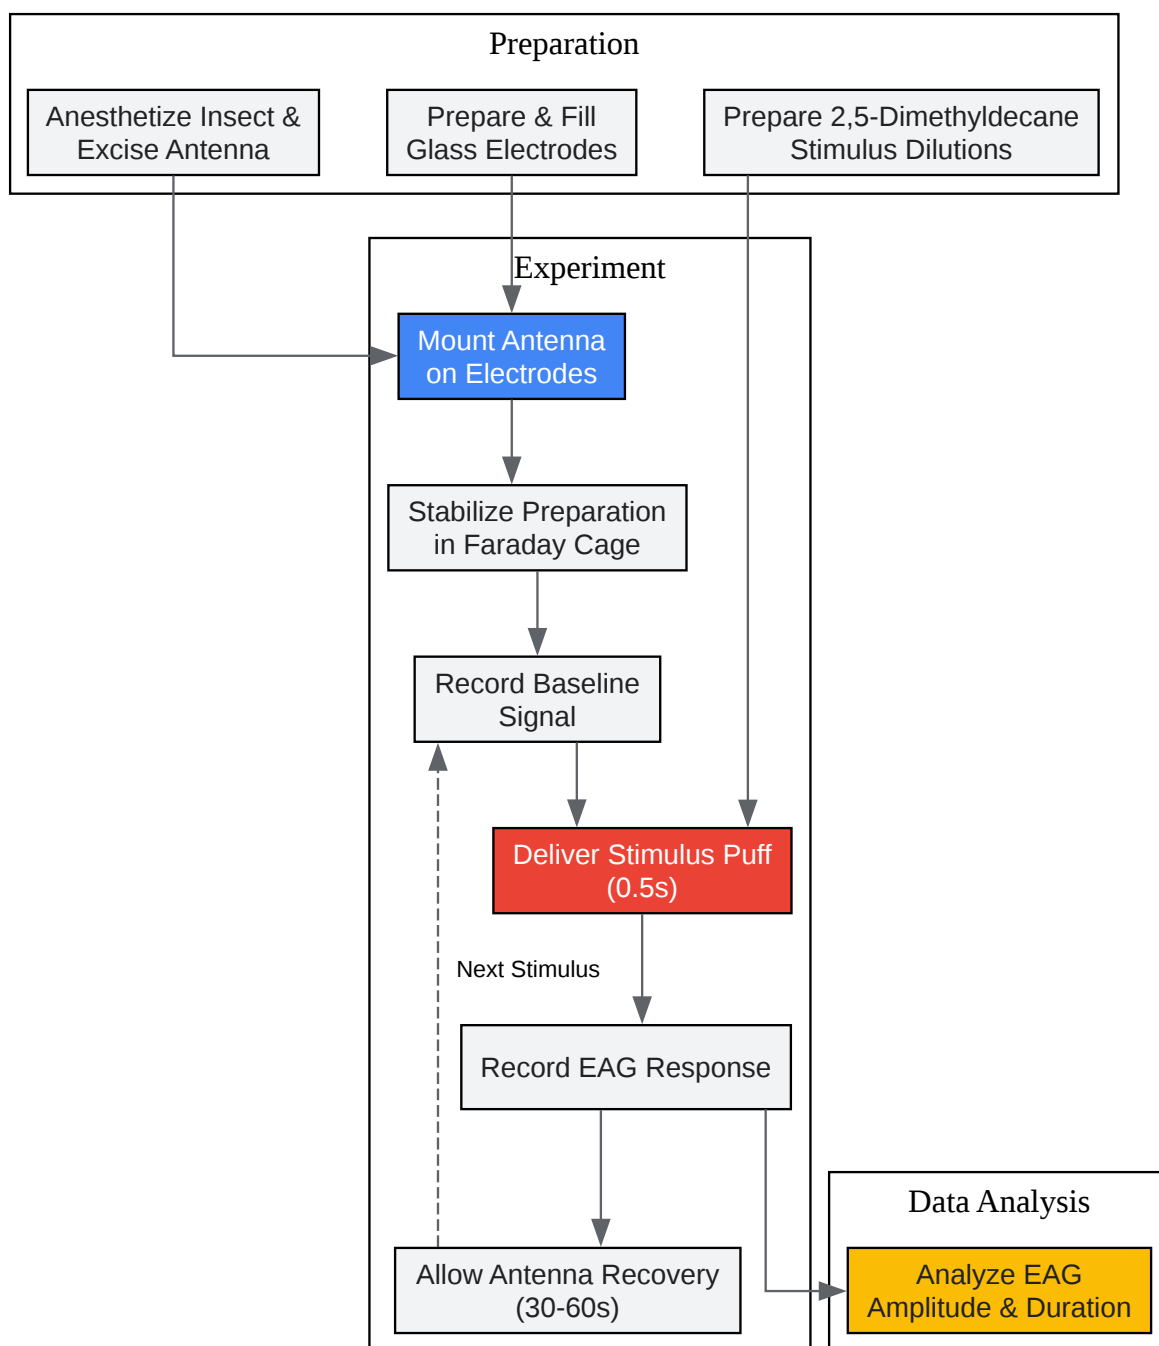 Preparation
Anesthetize Insect &
Excise Antenna
Prepare & Fill
Glass Electrodes
Prepare 2,5-Dimethyldecane
Stimulus Dilutions
Experiment
Mount Antenna
on Electrodes
Stabilize Preparation
in Faraday Cage
Record Baseline
Signal
Deliver Stimulus Puff
(0.5s)
Next Stimulus
Record EAG Response
Allow Antenna Recovery
(30-60s)
Data Analysis
Analyze EAG
Amplitude & Duration